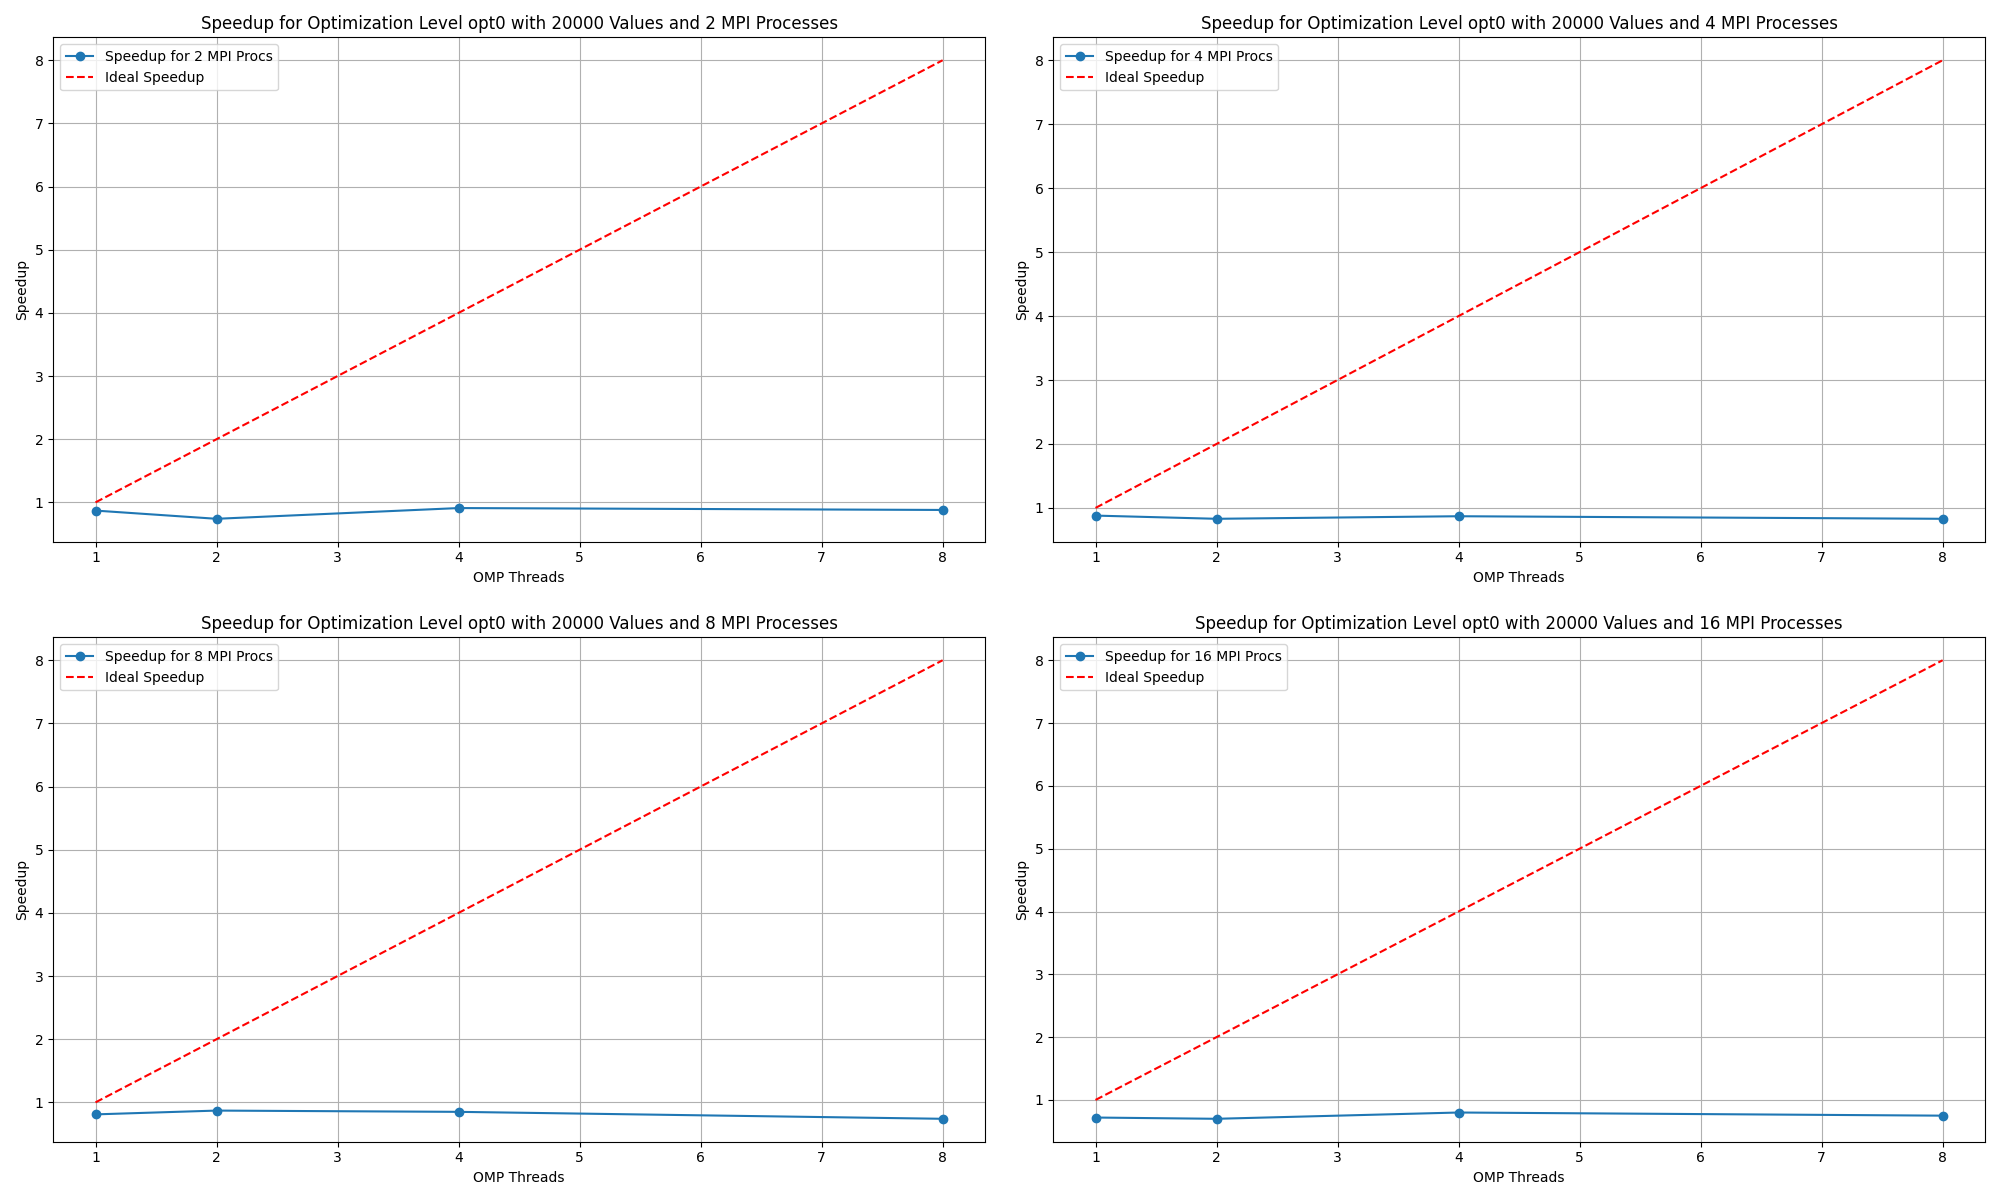 Speedup for Optimization Level opt0 with 20000 Values and 2 MPI Processes
Speedup for 2 MPI Procs
Ideal Speedup
8
7
6
5
4
3
2
1
Speedup
1 2 3 4 5 6 7 8
OMP Threads
Speedup for Optimization Level opt0 with 20000 Values and 4 MPI Processes
Speedup for 4 MPI Procs
Ideal Speedup
8
7
6
5
4
3
2
1
Speedup
1 2 3 4 5 6 7 8
OMP Threads
Speedup for Optimization Level opt0 with 20000 Values and 8 MPI Processes
Speedup for 8 MPI Procs
Ideal Speedup
8
7
6
5
4
3
2
1
Speedup
1 2 3 4 5 6 7 8
OMP Threads
Speedup for Optimization Level opt0 with 20000 Values and 16 MPI Processes
Speedup for 16 MPI Procs
Ideal Speedup
8
7
6
5
4
3
2
1
Speedup
1 2 3 4 5 6 7 8
OMP Threads